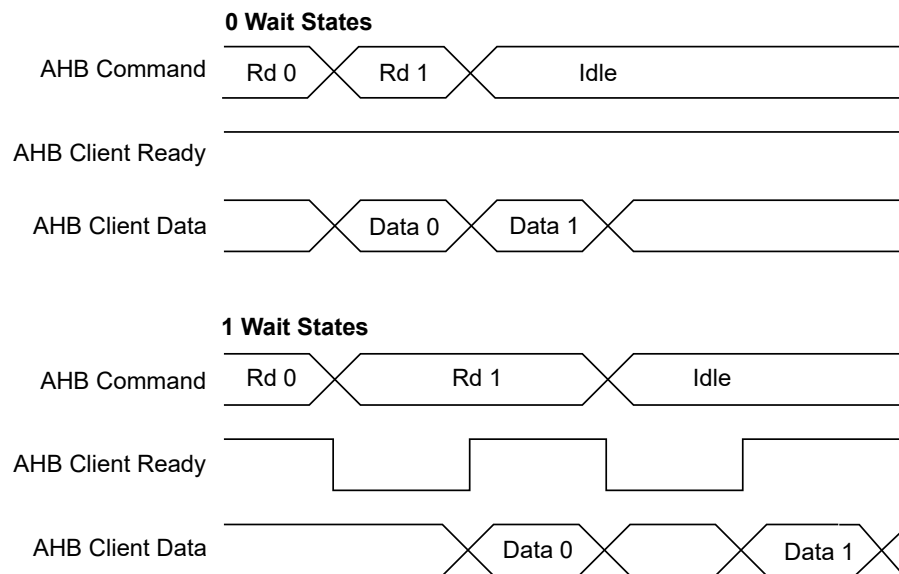 0 Wait States
AHB Command Rd 0 Rd 1 Idle
AHB Client Ready
AHB Client Data Data 0 Data 1
1 Wait States
AHB Command Rd 0 Rd 1 Idle
AHB Client Ready
AHB Client Data Data 0 Data 1